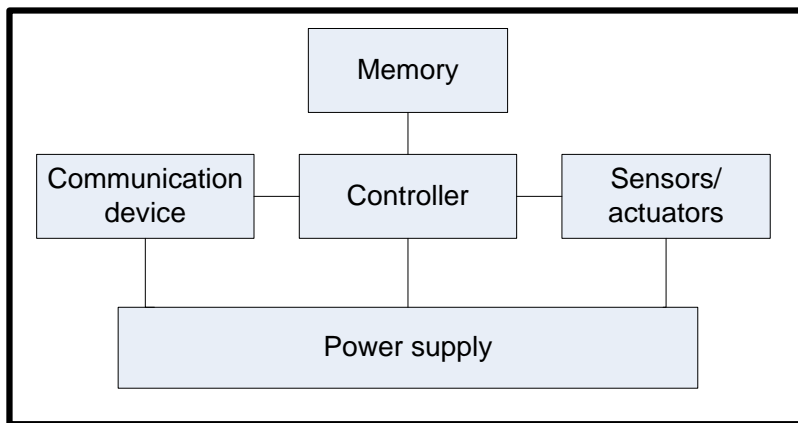 Memory
Communication
device
Controller
Sensors/
actuators
Power supply